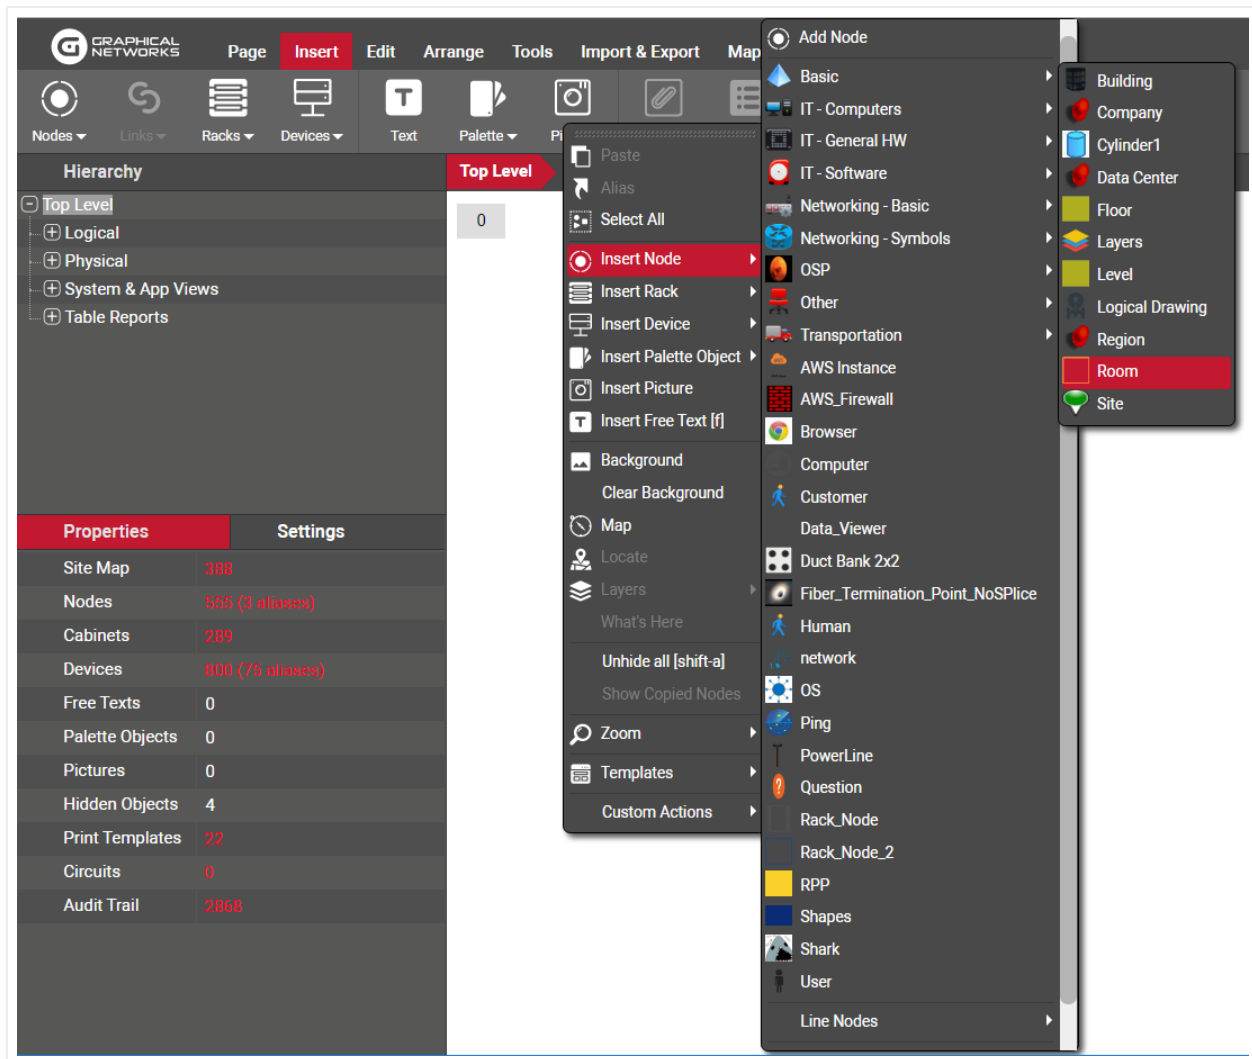 GRAPHICAL
NETWORKS
Page
Insert
Edit
Arrange
Tools
Import & Export
Map
Nodes
Links
Racks
Devices
Text
Palette
Hierarchy
Top Level
Logical
Physical
System & App Views
Table Reports
Top Level
0
Properties
Settings
Site Map 388
Nodes 555 (3 aliases)
Cabinets 289
Devices 800 (75 aliases)
Free Texts 0
Palette Objects 0
Pictures 0
Hidden Objects 4
Print Templates 22
Circuits 0
Audit Trail 2868
Paste
Alias
Select All
Insert Node
Insert Rack
Insert Device
Insert Palette Object
Insert Picture
Insert Free Text [f]
Background
Clear Background
Map
Locate
Layers
What's Here
Unhide all [shift-a]
Show Copied Nodes
Zoom
Templates
Custom Actions
Add Node
Basic
IT - Computers
IT - General HW
IT - Software
Networking - Basic
Networking - Symbols
OSP
Other
Transportation
AWS Instance
AWS_Firewall
Browser
Computer
Customer
Data_Viewer
Duct Bank 2x2
Fiber_Termination_Point_NoSPlice
Human
network
OS
Ping
PowerLine
Question
Rack_Node
Rack_Node_2
RPP
Shapes
Shark
User
Line Nodes
Building
Company
Cylinder1
Data Center
Floor
Layers
Level
Logical Drawing
Region
Room
Site